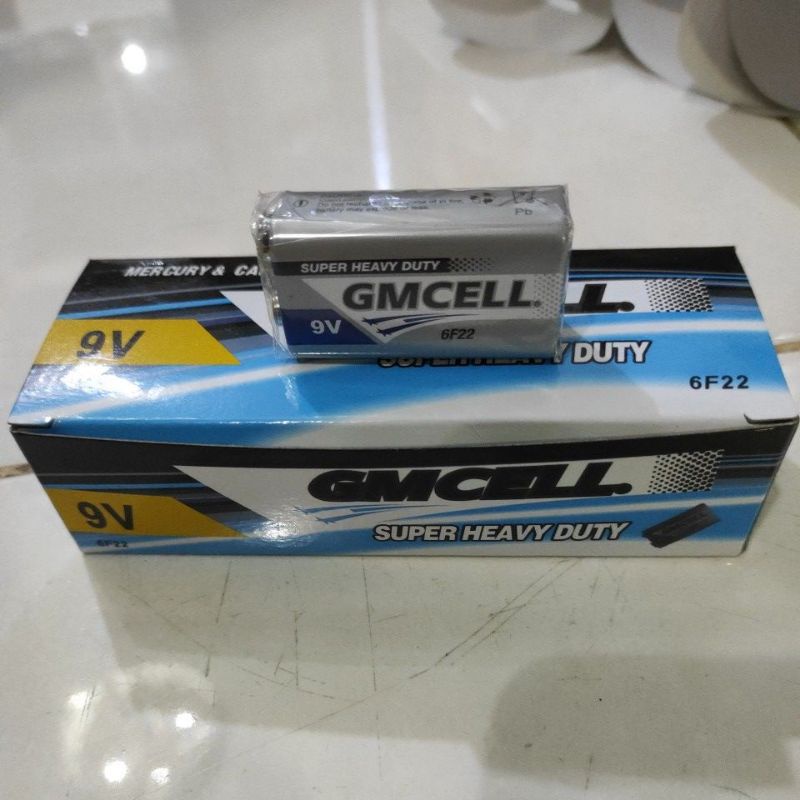 Pb
SUPER HEAVY DUTY
GMCELL
9V
6F22
MERCURY & CA
9V
SUPER HEAVY DUTY
6F22
GMCELL
9V
6F22
SUPER HEAVY DUTY